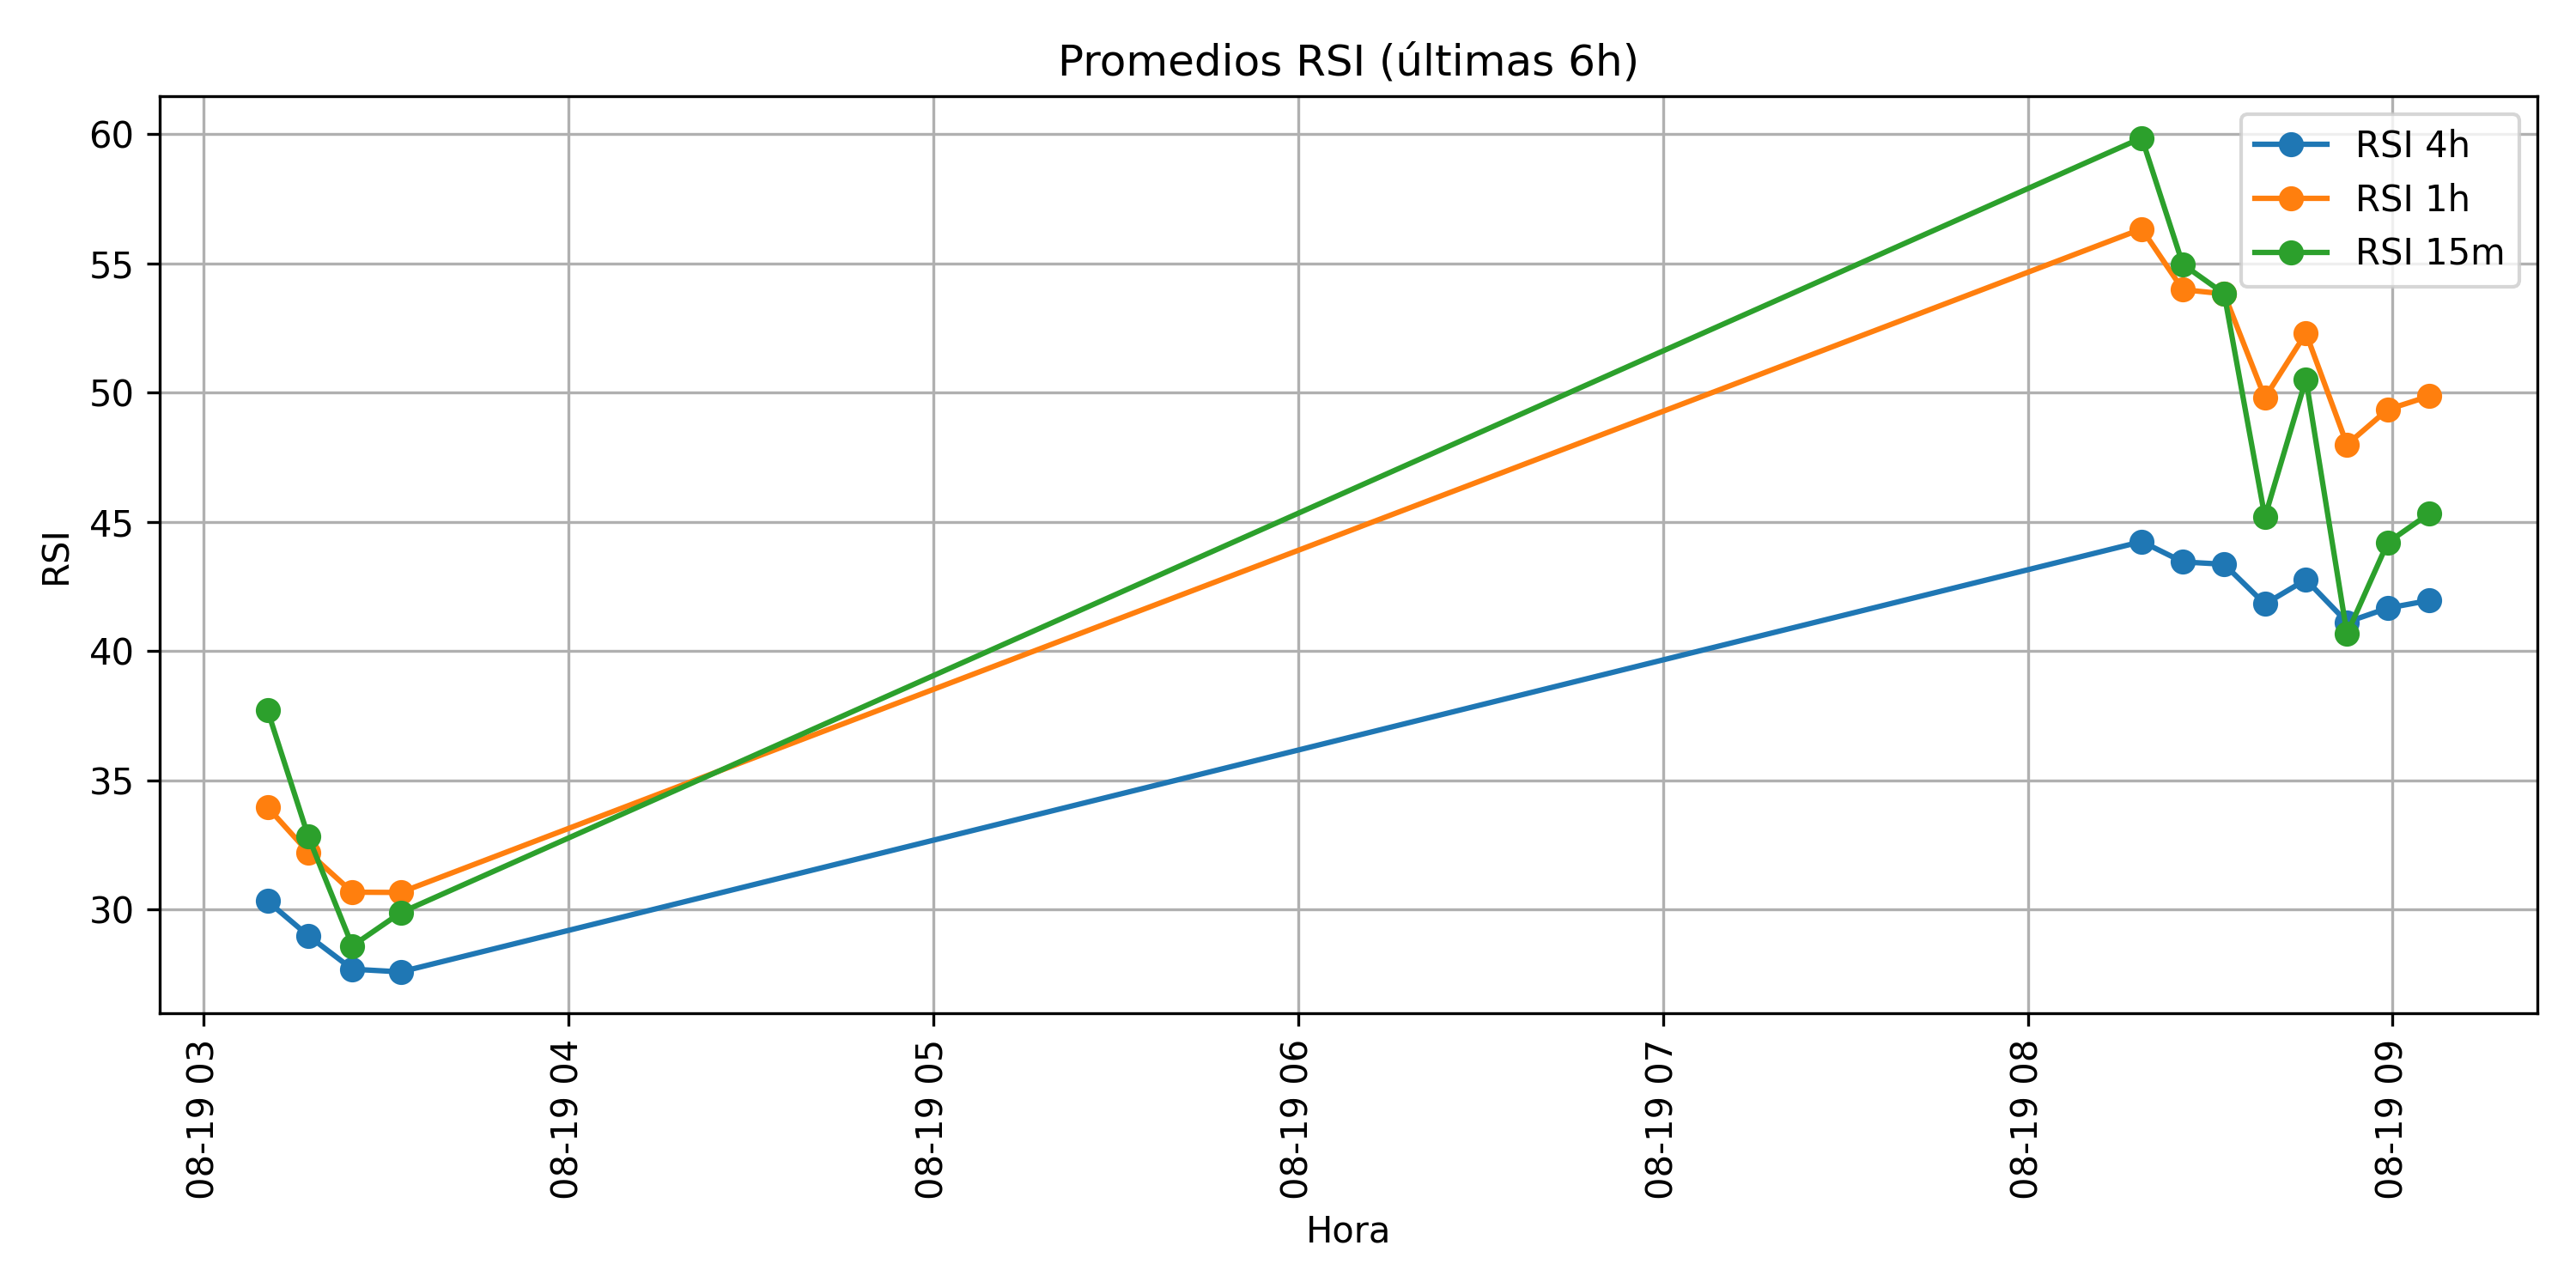 Promedios RSI (últimas 6h)
RSI 4h
RSI 1h
RSI 15m
60
55
50
45
40
35
30
RSI
08-19 03
08-19 04
08-19 05
08-19 06
08-19 07
08-19 08
08-19 09
Hora